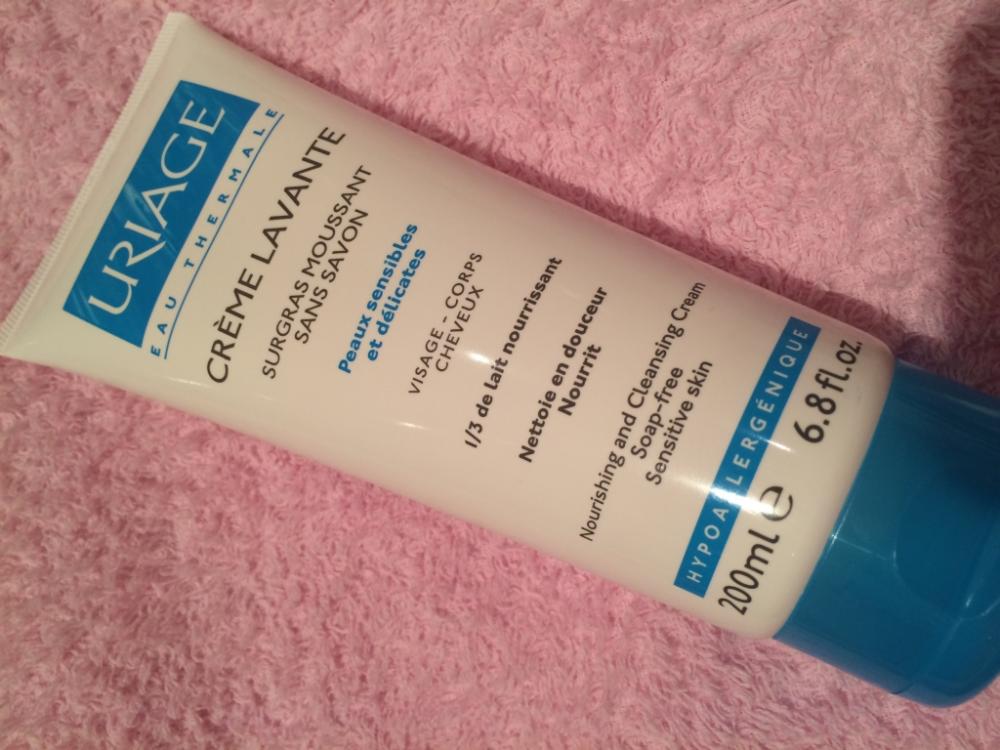 URIAGE
EAU THERMALE
CRÈME LAVANTE
SURGRAS MOUSSANT
SANS SAVON
Peaux sensibles
et délicates
VISAGE - CORPS
CHEVEUX
1/3 de lait nourrissant
Nettoie en douceur
Nourrit
Nourishing and Cleansing Cream
Soap-free
Sensitive skin
HYPOALLERGÉNIQUE
200ml e 6.8 fl.oz.